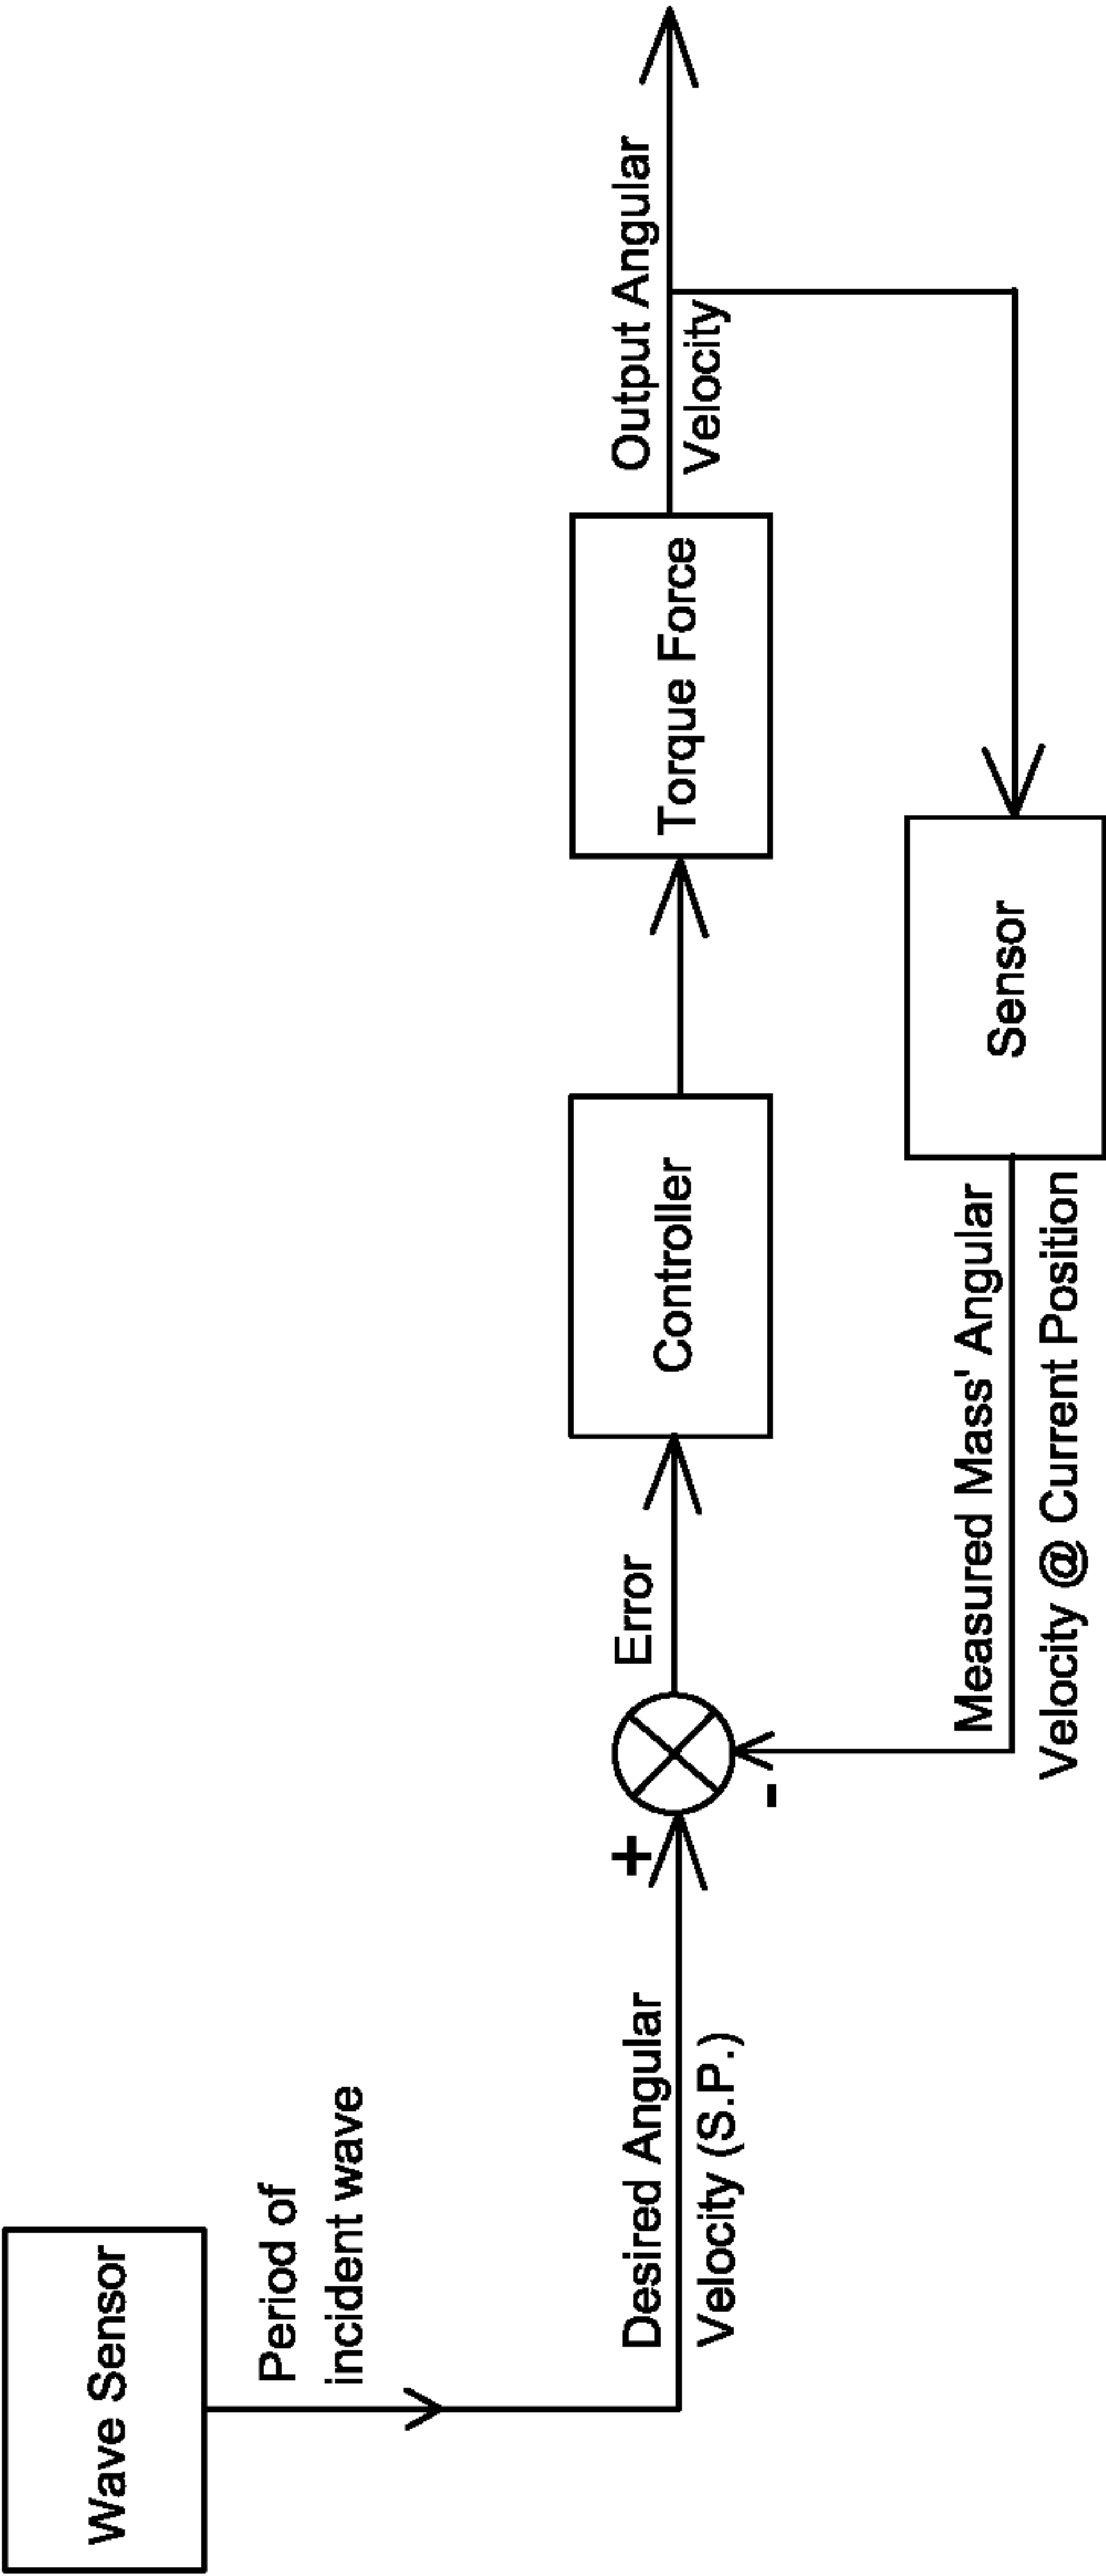 Wave Sensor
Period of
incident wave
Desired Angular
Velocity (S.P.)
+
-
Error
Controller
Torque Force
Output Angular
Velocity
Sensor
Measured Mass' Angular
Velocity @ Current Position